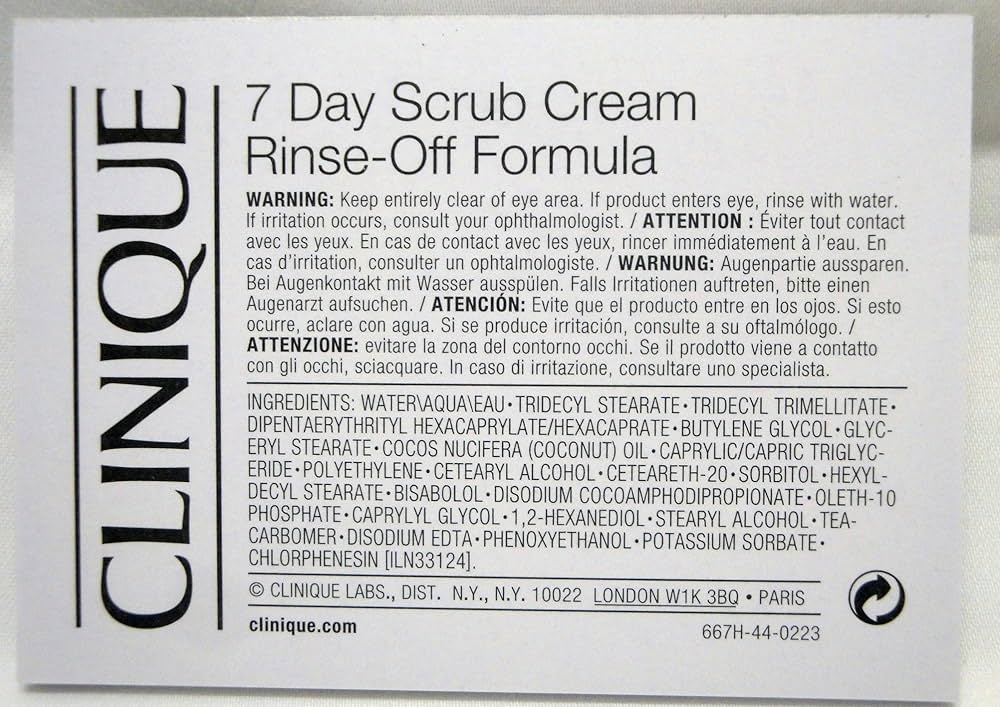 CLINIQUE
7 Day Scrub Cream
Rinse-Off Formula
WARNING: Keep entirely clear of eye area. If product enters eye, rinse with water.
If irritation occurs, consult your ophthalmologist. / ATTENTION : Éviter tout contact
avec les yeux. En cas de contact avec les yeux, rincer immédiatement à l'eau. En
cas d'irritation, consulter un ophtalmologiste. / WARNUNG: Augenpartie aussparen.
Bei Augenkontakt mit Wasser ausspülen. Falls Irritationen auftreten, bitte einen
Augenarzt aufsuchen. / ATENCIÓN: Evite que el producto entre en los ojos. Si esto
ocurre, aclare con agua. Si se produce irritación, consulte a su oftalmólogo. /
ATTENZIONE: evitare la zona del contorno occhi. Se il prodotto viene a contatto
con gli occhi, sciacquare. In caso di irritazione, consultare uno specialista.
INGREDIENTS: WATER\AQUA\EAU•TRIDECYL STEARATE•TRIDECYL TRIMELLITATE•
DIPENTAERYTHRITYL HEXACAPRYLATE/HEXACAPRATE•BUTYLENE GLYCOL•GLYC-
ERYL STEARATE•COCOS NUCIFERA (COCONUT) OIL•CAPRYLIC/CAPRIC TRIGLYC-
ERIDE•POLYETHYLENE•CETEARYL ALCOHOL•CETEARETH-20•SORBITOL•HEXYL-
DECYL STEARATE•BISABOLOL•DISODIUM COCOAMPHODIPROPIONATE•OLETH-10
PHOSPHATE•CAPRYLYL GLYCOL•1,2-HEXANEDIOL•STEARYL ALCOHOL•TEA-
CARBOMER•DISODIUM EDTA•PHENOXYETHANOL•POTASSIUM SORBATE•
CHLORPHENESIN [ILN33124].
© CLINIQUE LABS., DIST. N.Y., N.Y. 10022 LONDON W1K 3BQ • PARIS
clinique.com
667H-44-0223